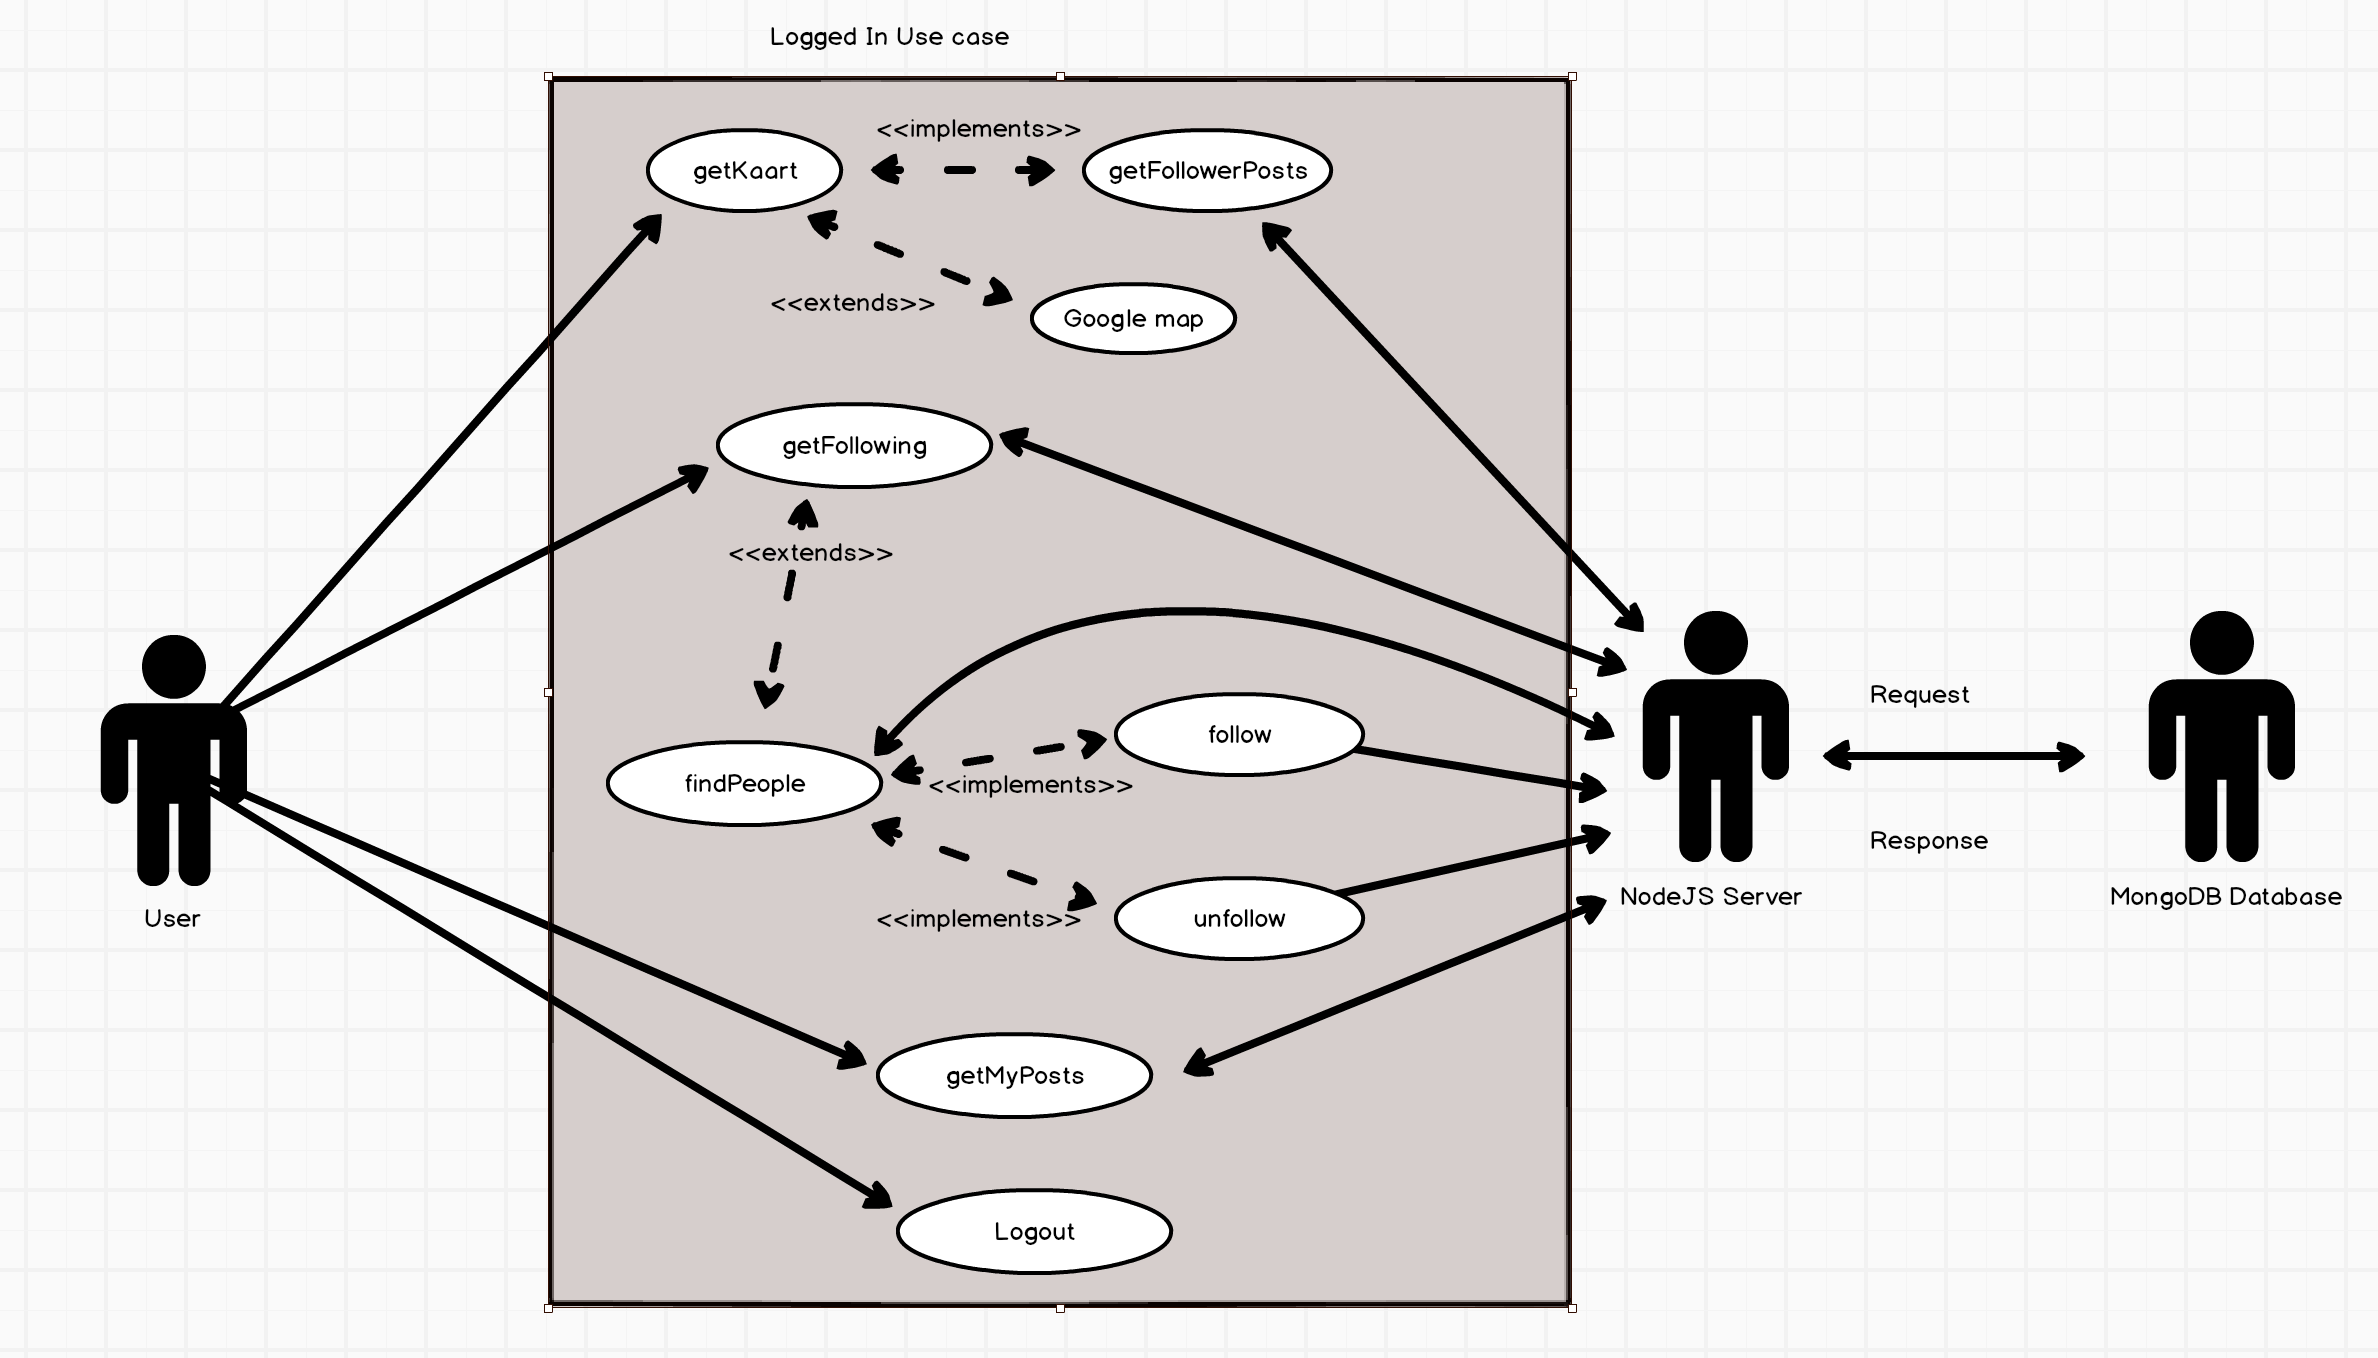 Logged In Use case
<<implements>>
getKaart
getFollowerPosts
<<extends>>
Google map
getFollowing
<<extends>>
follow
findPeople
<<implements>>
<<implements>>
unfollow
getMyPosts
Logout
User
Request
Response
NodeJS Server
MongoDB Database